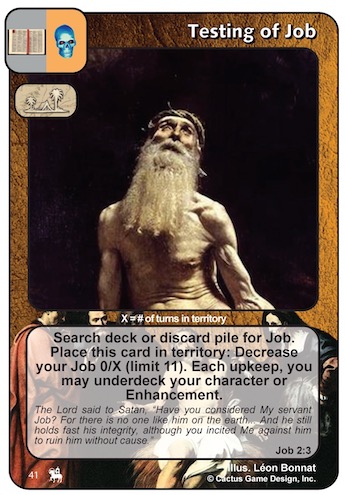 Testing of Job
X = # of turns in territory
Search deck or discard pile for Job.
Place this card in territory: Decrease
your Job 0/X (limit 11). Each upkeep, you
may underdeck your character or
Enhancement.
The Lord said to Satan, “Have you considered My servant
Job? For there is no one like him on the earth... And he still
holds fast his integrity, although you incited Me against him
to ruin him without cause.”
Job 2:3
41
Illus. Léon Bonnat
© Cactus Game Design, Inc.